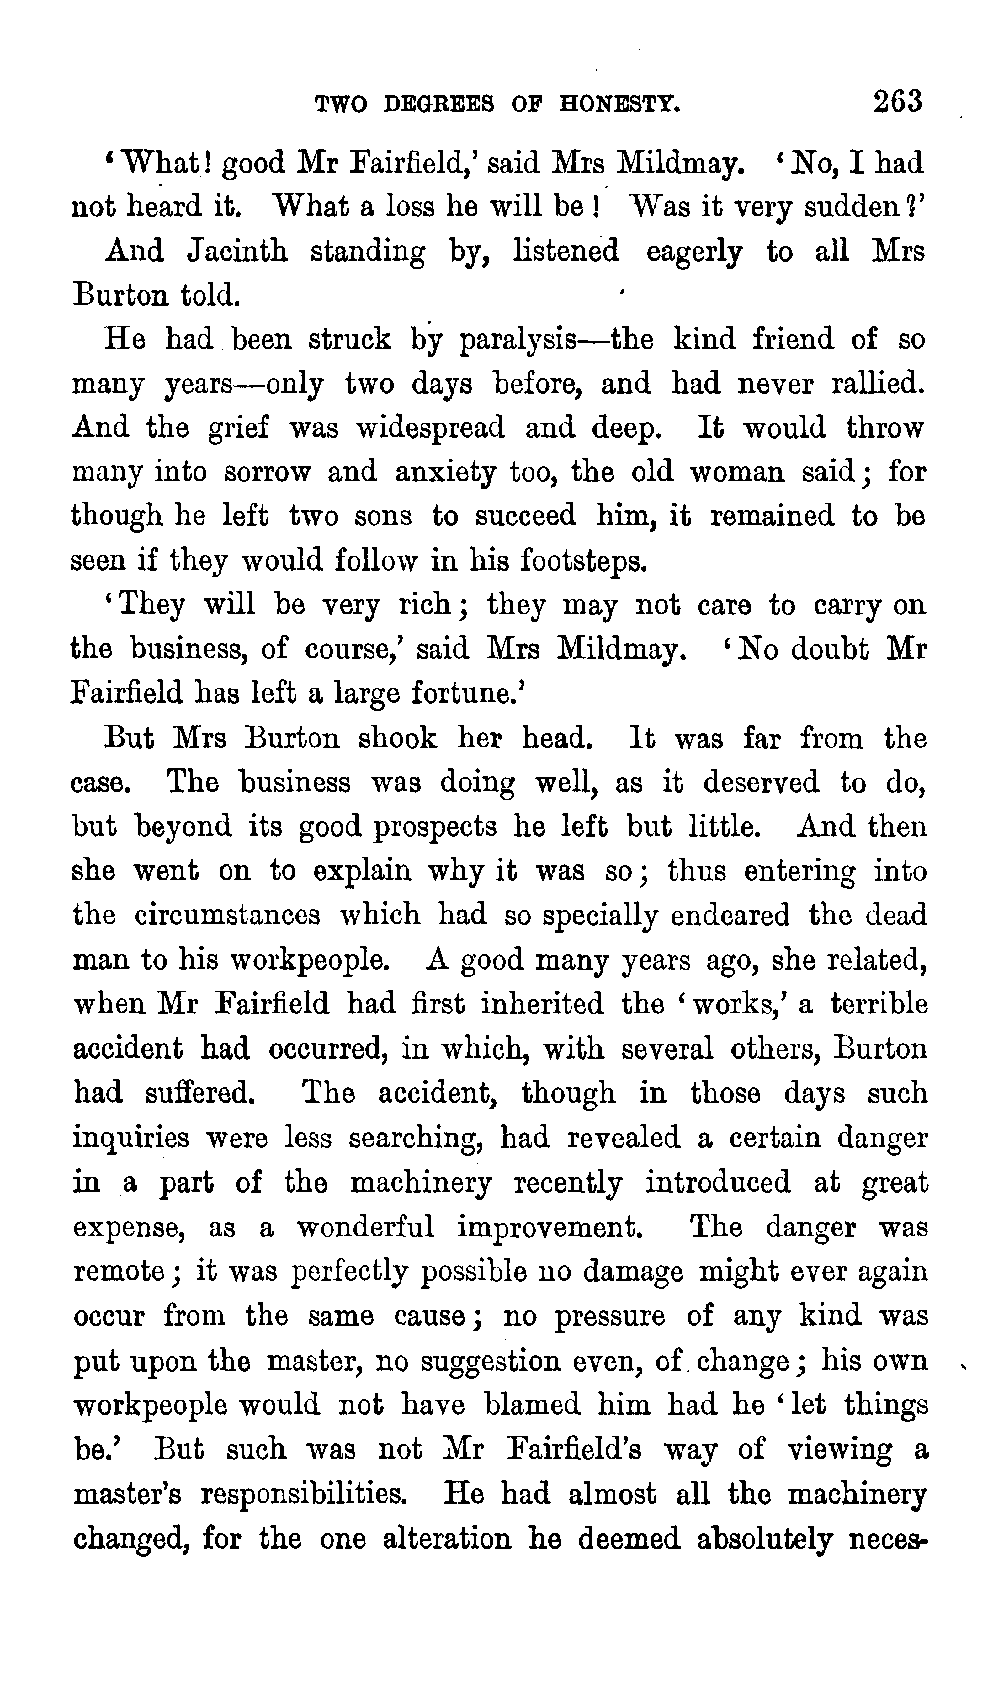 TWO DEGREES OF HONESTY. 263
‘What! good Mr Fairfield,’ said Mrs Mildmay. ‘No, I had
not heard it. What a loss he will be! Was it very sudden?’
And Jacinth standing by, listened eagerly to all Mrs
Burton told.
He had been struck by paralysis—the kind friend of so
many years—only two days before, and had never rallied.
And the grief was widespread and deep. It would throw
many into sorrow and anxiety too, the old woman said; for
though he left two sons to succeed him, it remained to be
seen if they would follow in his footsteps.
‘They will be very rich; they may not care to carry on
the business, of course,’ said Mrs Mildmay. ‘No doubt Mr
Fairfield has left a large fortune.’
But Mrs Burton shook her head. It was far from the
case. The business was doing well, as it deserved to do,
but beyond its good prospects he left but little. And then
she went on to explain why it was so; thus entering into
the circumstances which had so specially endeared the dead
man to his workpeople. A good many years ago, she related,
when Mr Fairfield had first inherited the ‘works,’ a terrible
accident had occurred, in which, with several others, Burton
had suffered. The accident, though in those days such
inquiries were less searching, had revealed a certain danger
in a part of the machinery recently introduced at great
expense, as a wonderful improvement. The danger was
remote; it was perfectly possible no damage might ever again
occur from the same cause; no pressure of any kind was
put upon the master, no suggestion even, of change; his own
workpeople would not have blamed him had he ‘let things
be.’ But such was not Mr Fairfield’s way of viewing a
master’s responsibilities. He had almost all the machinery
changed, for the one alteration he deemed absolutely neces-